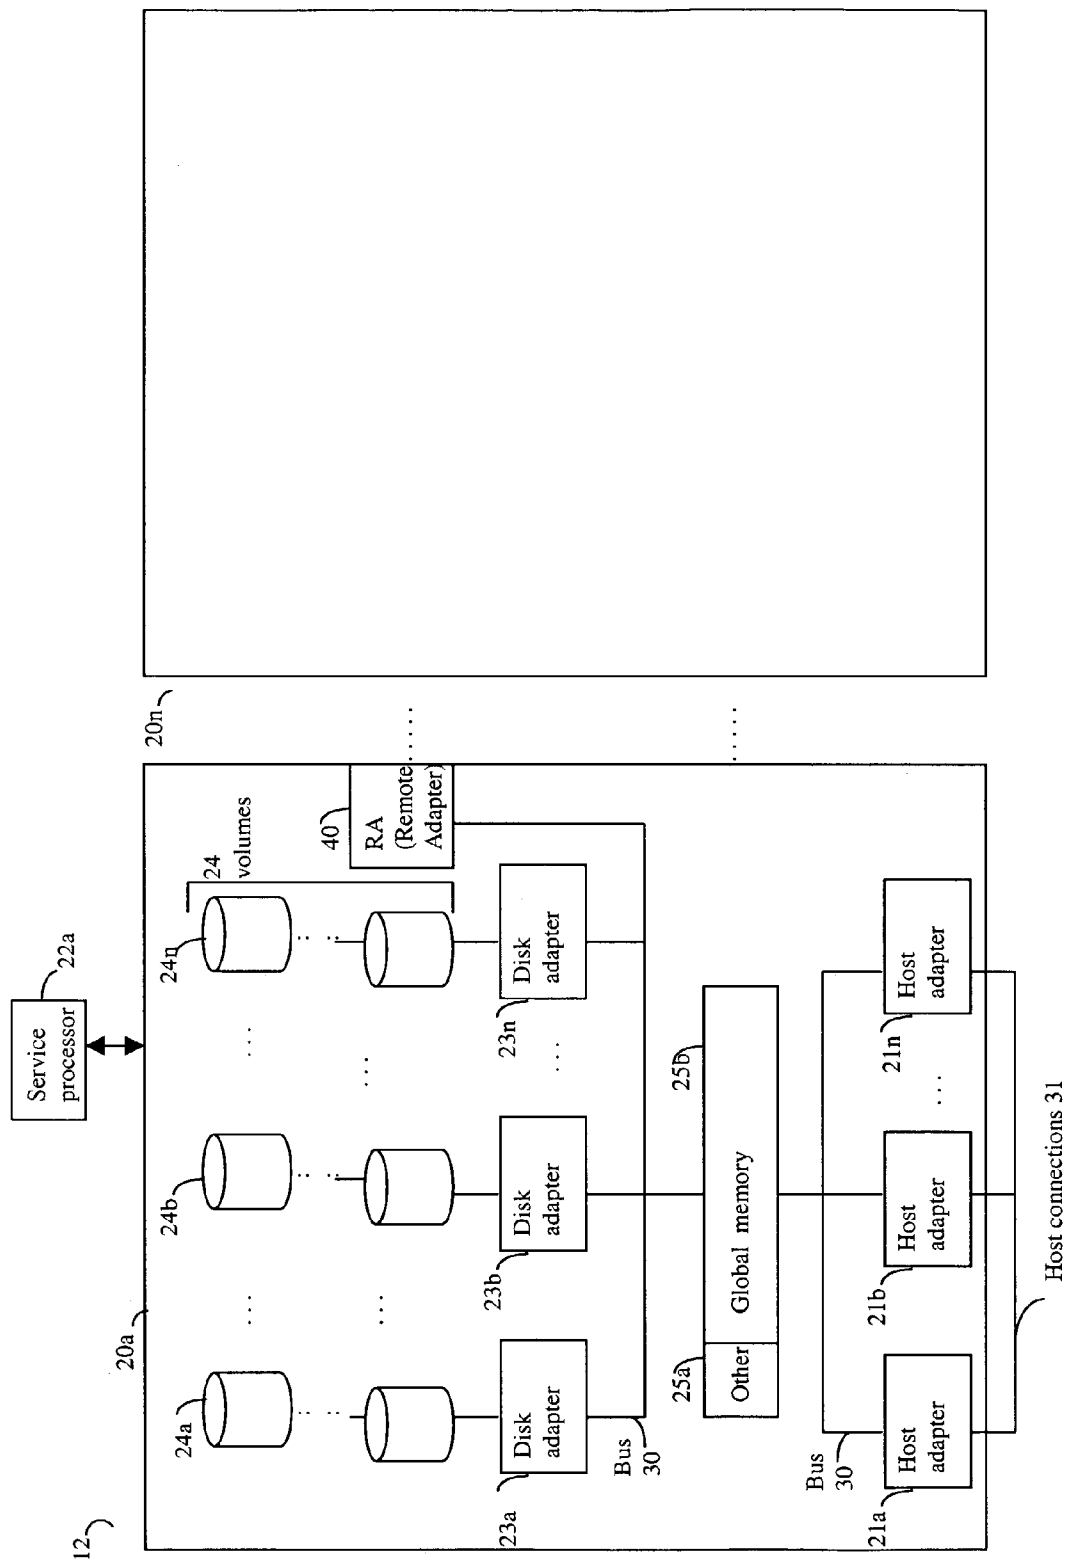 12
20a
Service
processor
22a
20n
24a
24b
24n
24
volumes
40
RA
(Remote
Adapter)
. . .
. . .
. . .
. . .
. . . . . .
23a
Disk
adapter
23b
Disk
adapter
. . .
23n
Disk
adapter
Bus
30
25a
Other
Global memory
25b
. . . . . .
Bus
30
21a
Host
adapter
21b
Host
adapter
. . .
21n
Host
adapter
Host connections 31